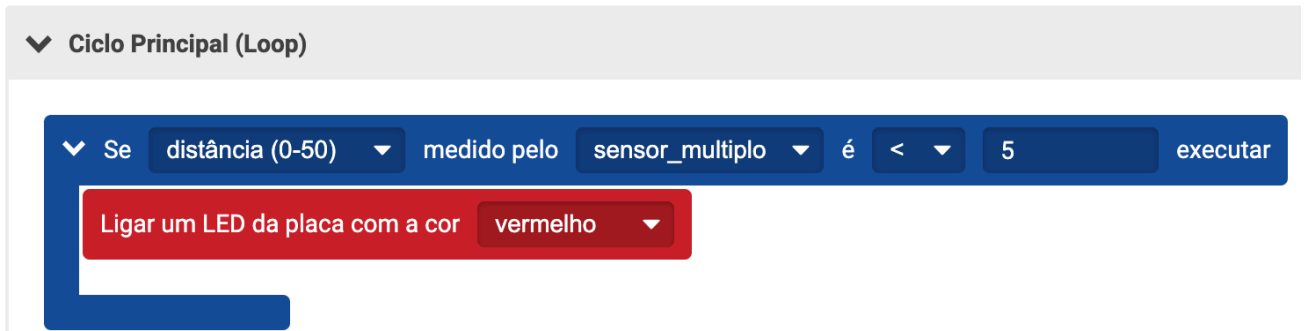 Ciclo Principal (Loop)
Se distância (0-50) medido pelo sensor_multiplo é < 5 executar
Ligar um LED da placa com a cor vermelho